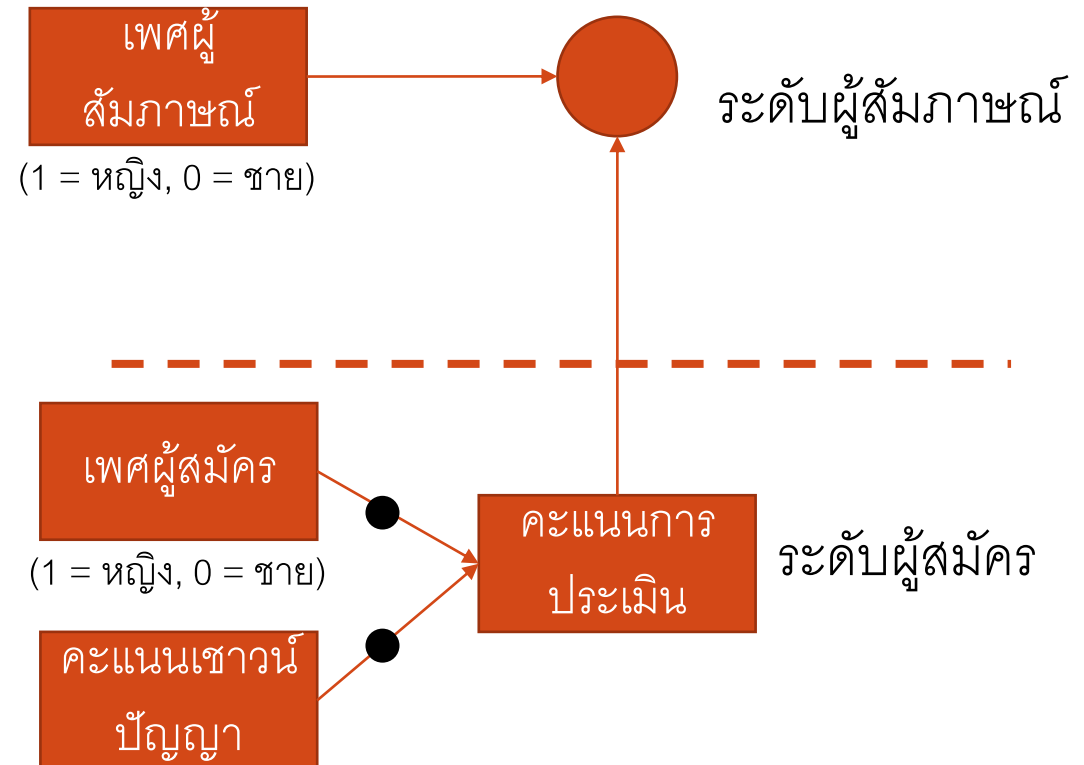 เพศผู้
สัมภาษณ์
(1 = หญิง, 0 = ชาย)
ระดับผู้สัมภาษณ์
เพศผู้สมัคร
(1 = หญิง, 0 = ชาย)
คะแนนการ
ประเมิน
ระดับผู้สมัคร
คะแนนเชาวน์
ปัญญา